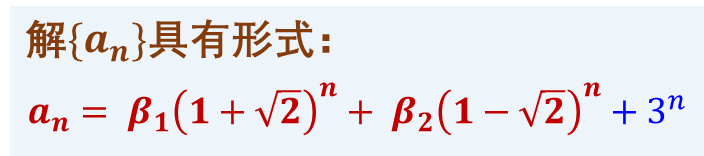 解{aₙ}具有形式：
aₙ = β₁(1 + √2)ⁿ + β₂(1 − √2)ⁿ + 3ⁿ